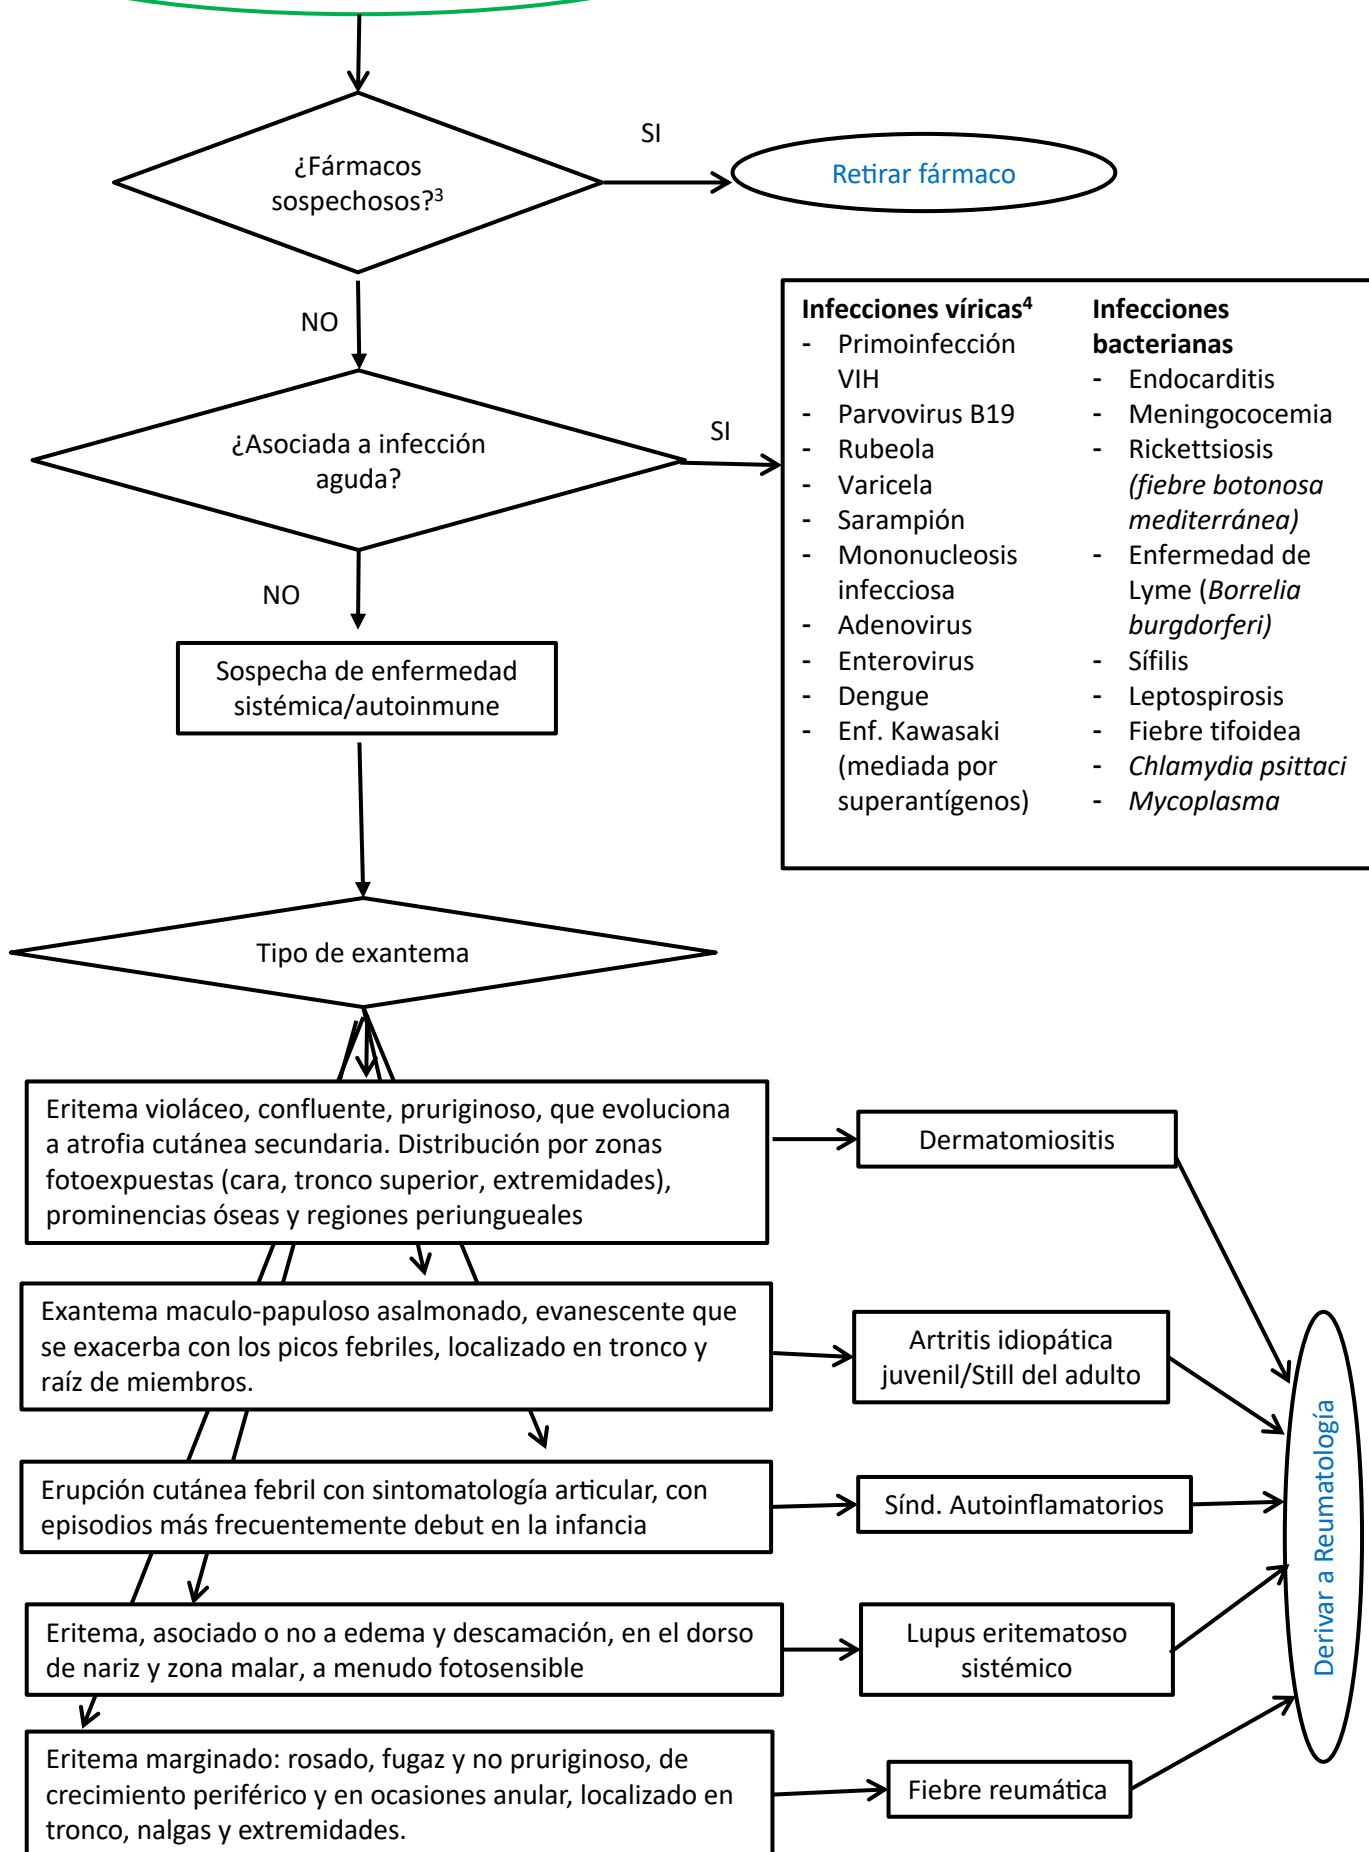 ¿Fármacos
sospechosos?³
SI
Retirar fármaco
NO
¿Asociada a infección
aguda?
SI
Infecciones víricas⁴
- Primoinfección
VIH
- Parvovirus B19
- Rubeola
- Varicela
- Sarampión
- Mononucleosis
infecciosa
- Adenovirus
- Enterovirus
- Dengue
- Enf. Kawasaki
(mediada por
superantígenos)
Infecciones
bacterianas
- Endocarditis
- Meningococemia
- Rickettsiosis
(fiebre botonosa
mediterránea)
- Enfermedad de
Lyme (Borrelia
burgdorferi)
- Sífilis
- Leptospirosis
- Fiebre tifoidea
- Chlamydia psittaci
- Mycoplasma
NO
Sospecha de enfermedad
sistémica/autoinmune
Tipo de exantema
Eritema violáceo, confluente, pruriginoso, que evoluciona
a atrofia cutánea secundaria. Distribución por zonas
fotoexpuestas (cara, tronco superior, extremidades),
prominencias óseas y regiones periungueales
Dermatomiositis
Exantema maculo-papuloso asalmonado, evanescente que
se exacerba con los picos febriles, localizado en tronco y
raíz de miembros.
Artritis idiopática
juvenil/Still del adulto
Erupción cutánea febril con sintomatología articular, con
episodios más frecuentemente debut en la infancia
Sínd. Autoinflamatorios
Eritema, asociado o no a edema y descamación, en el dorso
de nariz y zona malar, a menudo fotosensible
Lupus eritematoso
sistémico
Eritema marginado: rosado, fugaz y no pruriginoso, de
crecimiento periférico y en ocasiones anular, localizado en
tronco, nalgas y extremidades.
Fiebre reumática
Derivar a Reumatología